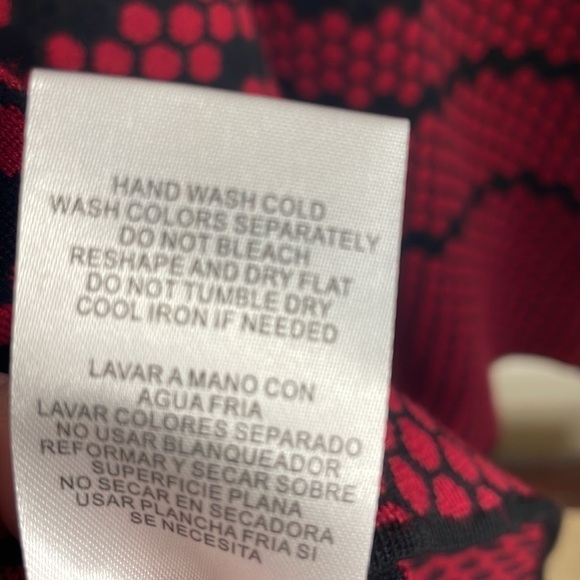 HAND WASH COLD
WASH COLORS SEPARATELY
DO NOT BLEACH
RESHAPE AND DRY FLAT
DO NOT TUMBLE DRY
COOL IRON IF NEEDED
LAVAR A MANO CON
AGUA FRIA
LAVAR COLORES SEPARADO
NO USAR BLANQUEADOR
REFORMAR Y SECAR SOBRE
SUPERFICIE PLANA
NO SECAR EN SECADORA
USAR PLANCHA FRIA SI
SE NECESITA